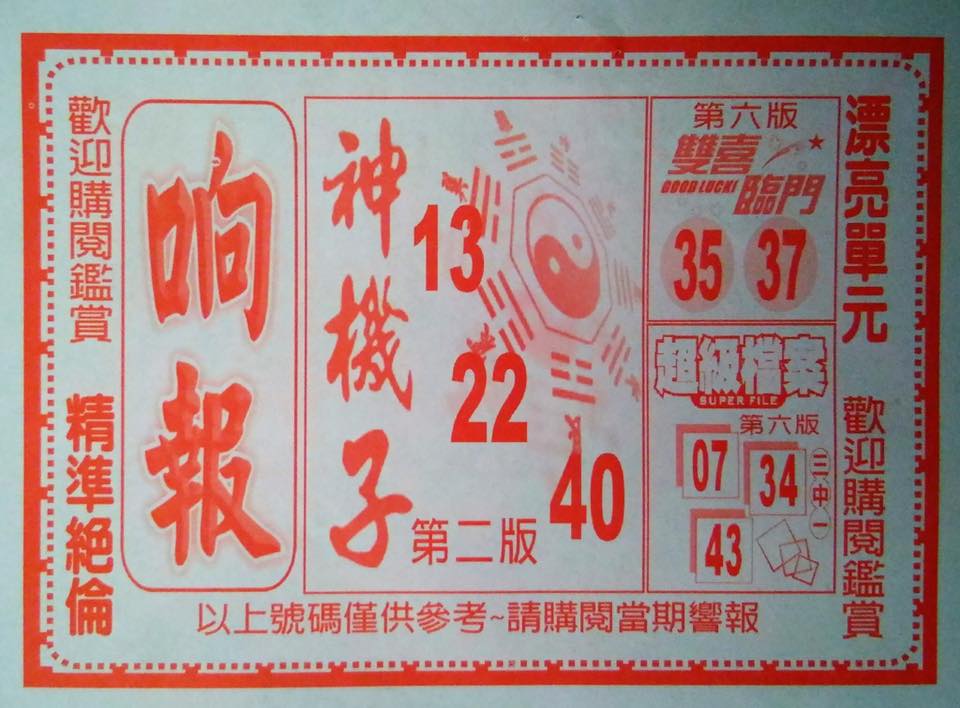 歡迎購閱鑑賞
精準絕倫
响報
神機子
13
22
40
第二版
第六版
雙喜
GOOD LUCK!
臨門
35 37
超級檔案
SUPER FILE
第六版
07
34
43
三中一
漂亮單元
歡迎購閱鑑賞
以上號碼僅供參考~請購閱當期響報